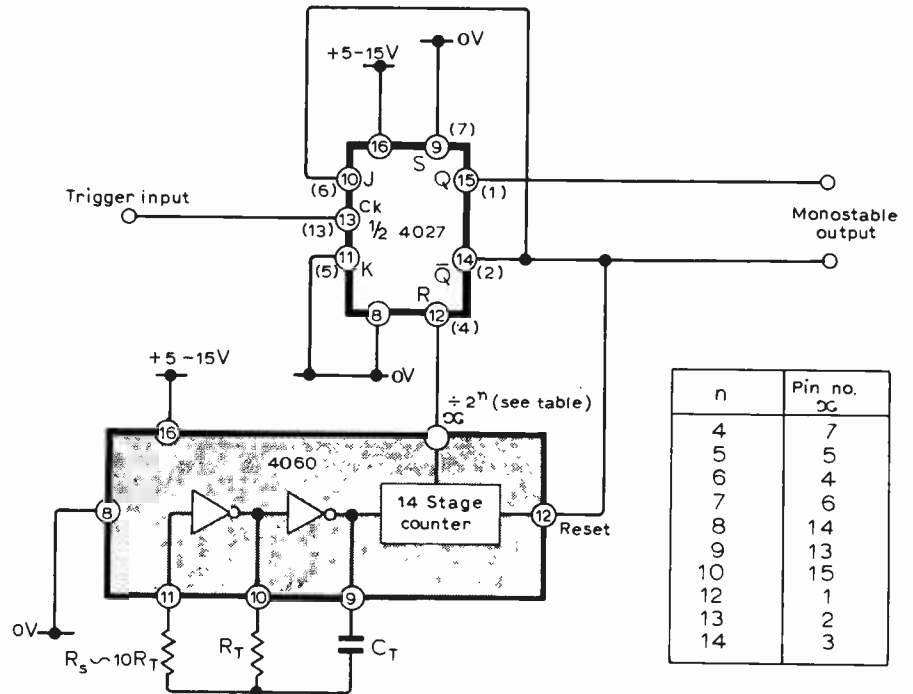 +5-15V
0V
(7)
16
9
S
10
J
Q
15
(6)
(1)
Trigger input
Ck
13
(13)
½ 4027
Monostable
output
11
(5)
K
Q̄
14
(2)
R
8
12
(4)
0V
+5-15V
÷2ⁿ (see table)
x
16
4060
8
14 Stage
counter
12
Reset
11
10
9
0V
Rs ∽10RT
RT
CT
n Pin no. x
4 7
5 5
6 4
7 6
8 14
9 13
10 15
12 1
13 2
14 3